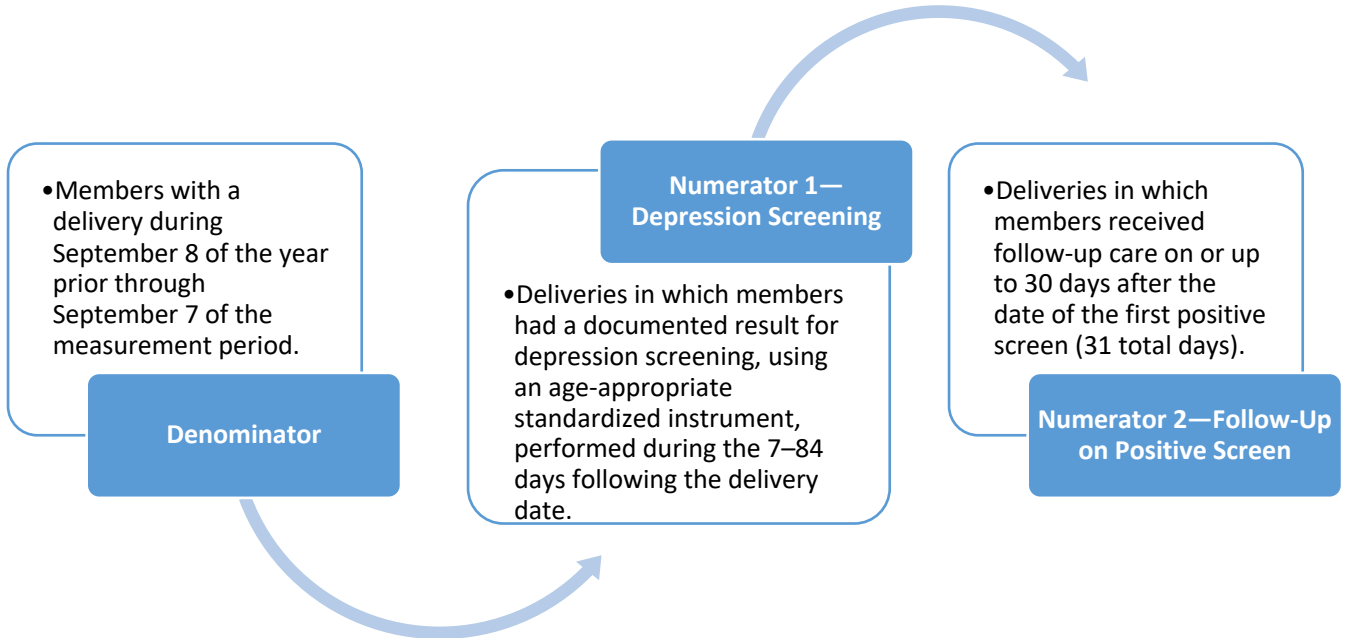 •Members with a
delivery during
September 8 of the year
prior through
September 7 of the
measurement period.
Denominator
Numerator 1—
Depression Screening
•Deliveries in which members
had a documented result for
depression screening, using
an age-appropriate
standardized instrument,
performed during the 7–84
days following the delivery
date.
•Deliveries in which
members received
follow-up care on or up
to 30 days after the
date of the first positive
screen (31 total days).
Numerator 2—Follow-Up
on Positive Screen